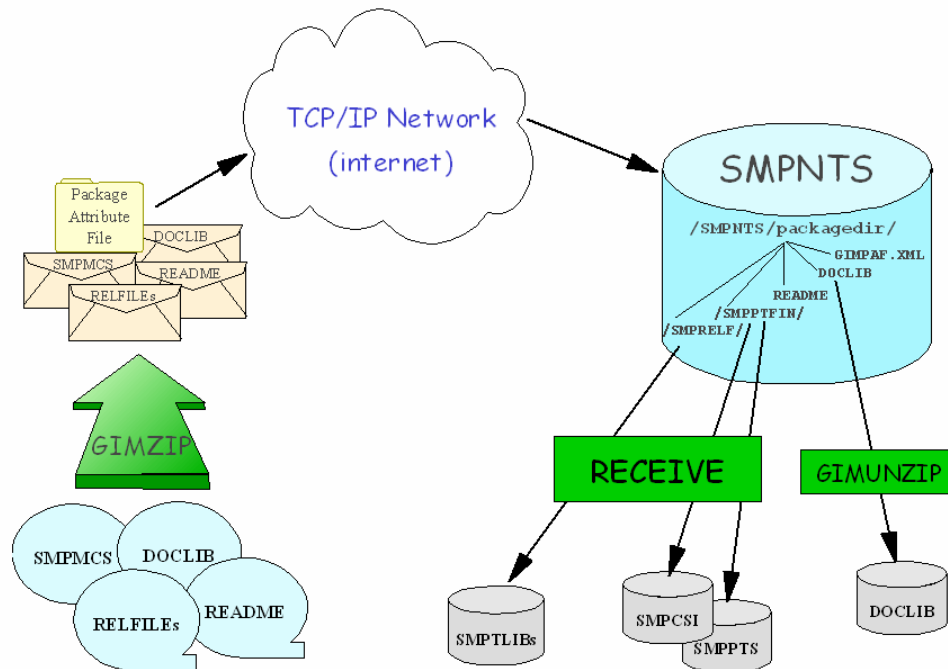 TCP/IP Network
(internet)
Package
Attribute
File
DOCLIB
SMPMCS
README
RELFILEs
GIMZIP
SMPMCS
DOCLIB
RELFILEs
README
SMPNTS
/SMPNTS/packagedir/
GIMPAF.XML
DOCLIB
README
/SMPPTFIN/
/SMPRELF/
RECEIVE
GIMUNZIP
SMPTLIBs
SMPCSI
SMPPTS
DOCLIB